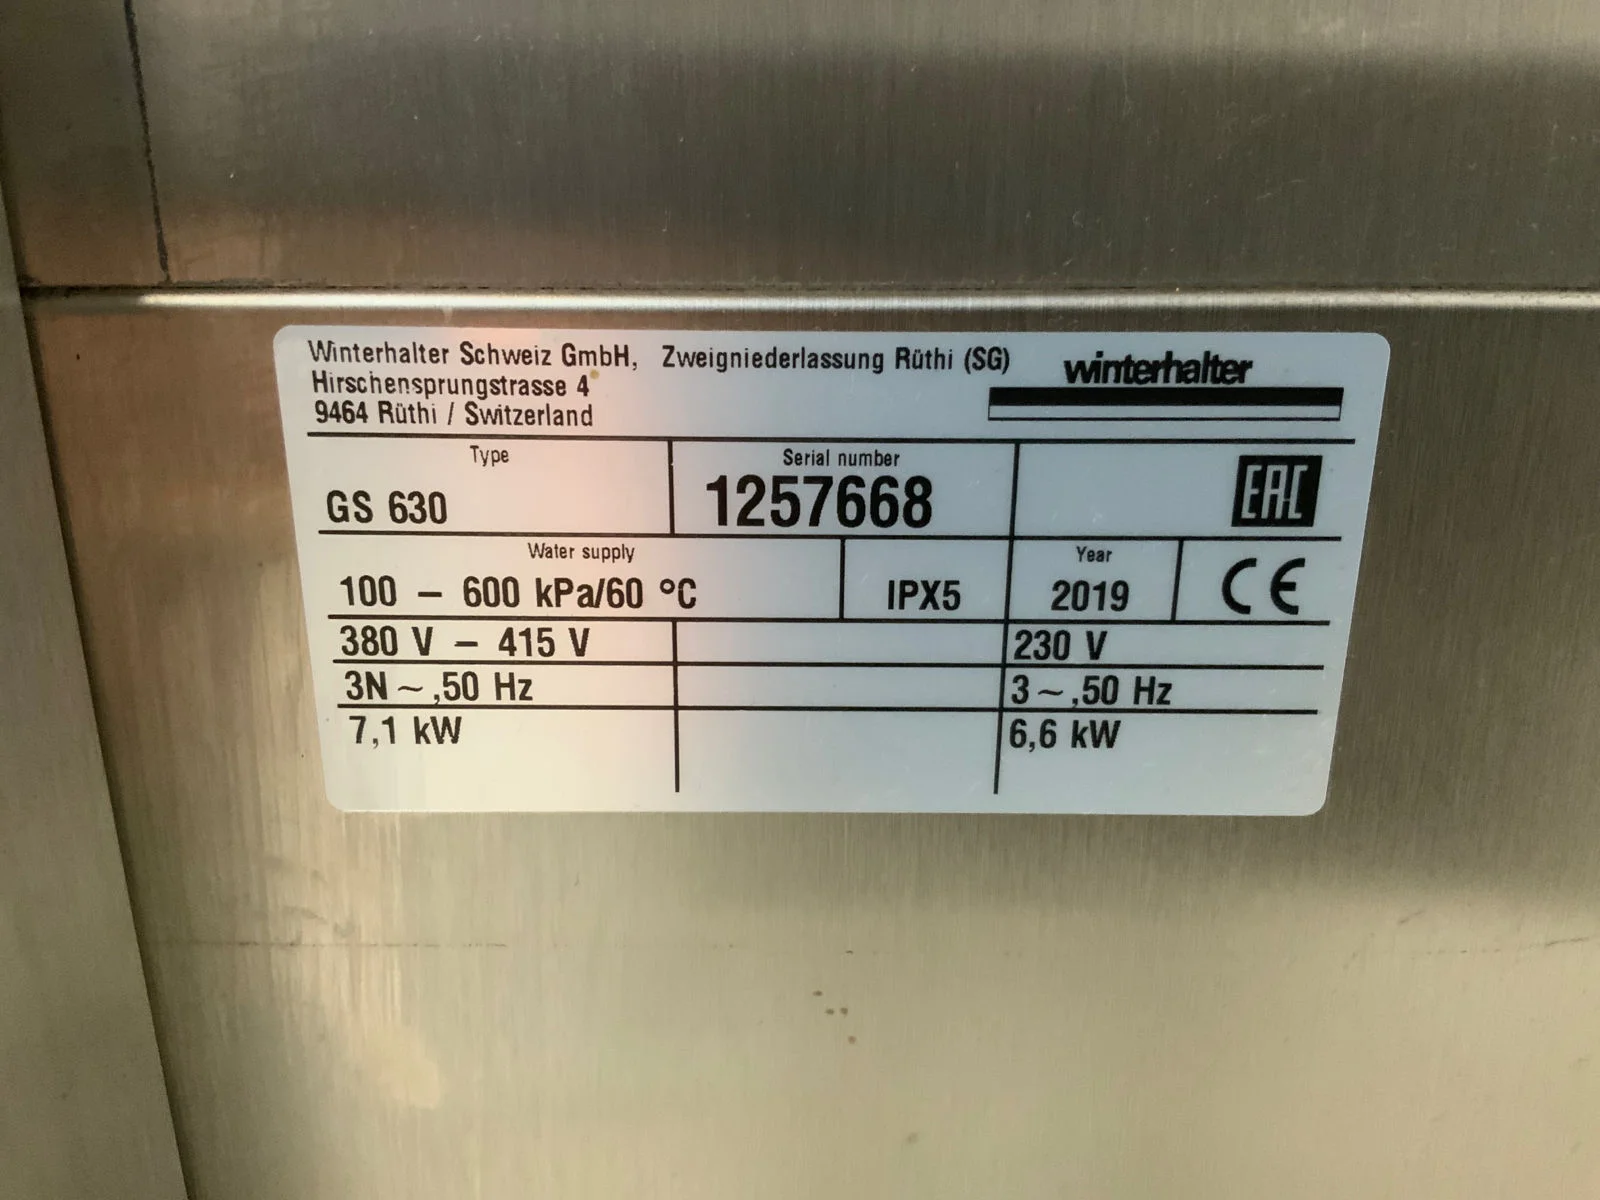 Winterhalter Schweiz GmbH, Zweigniederlassung Rüthi (SG)
Hirschensprungstrasse 4
9464 Rüthi / Switzerland
winterhalter
Type
GS 630
Serial number
1257668
EAC
Water supply
100 – 600 kPa/60 °C
IPX5
Year
2019
CE
380 V – 415 V
230 V
3N ~ ,50 Hz
3 ~ ,50 Hz
7,1 kW
6,6 kW